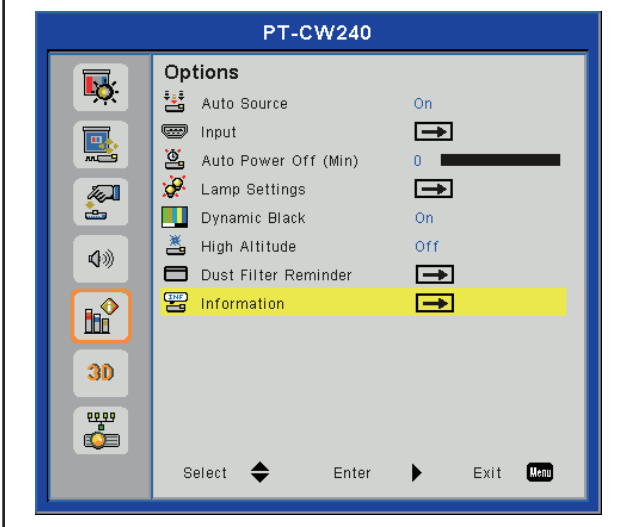 PT-CW240
Options
Auto Source On
Input
Auto Power Off (Min) 0
Lamp Settings
Dynamic Black On
High Altitude Off
Dust Filter Reminder
INF Information
3D
Select Enter Exit Menu